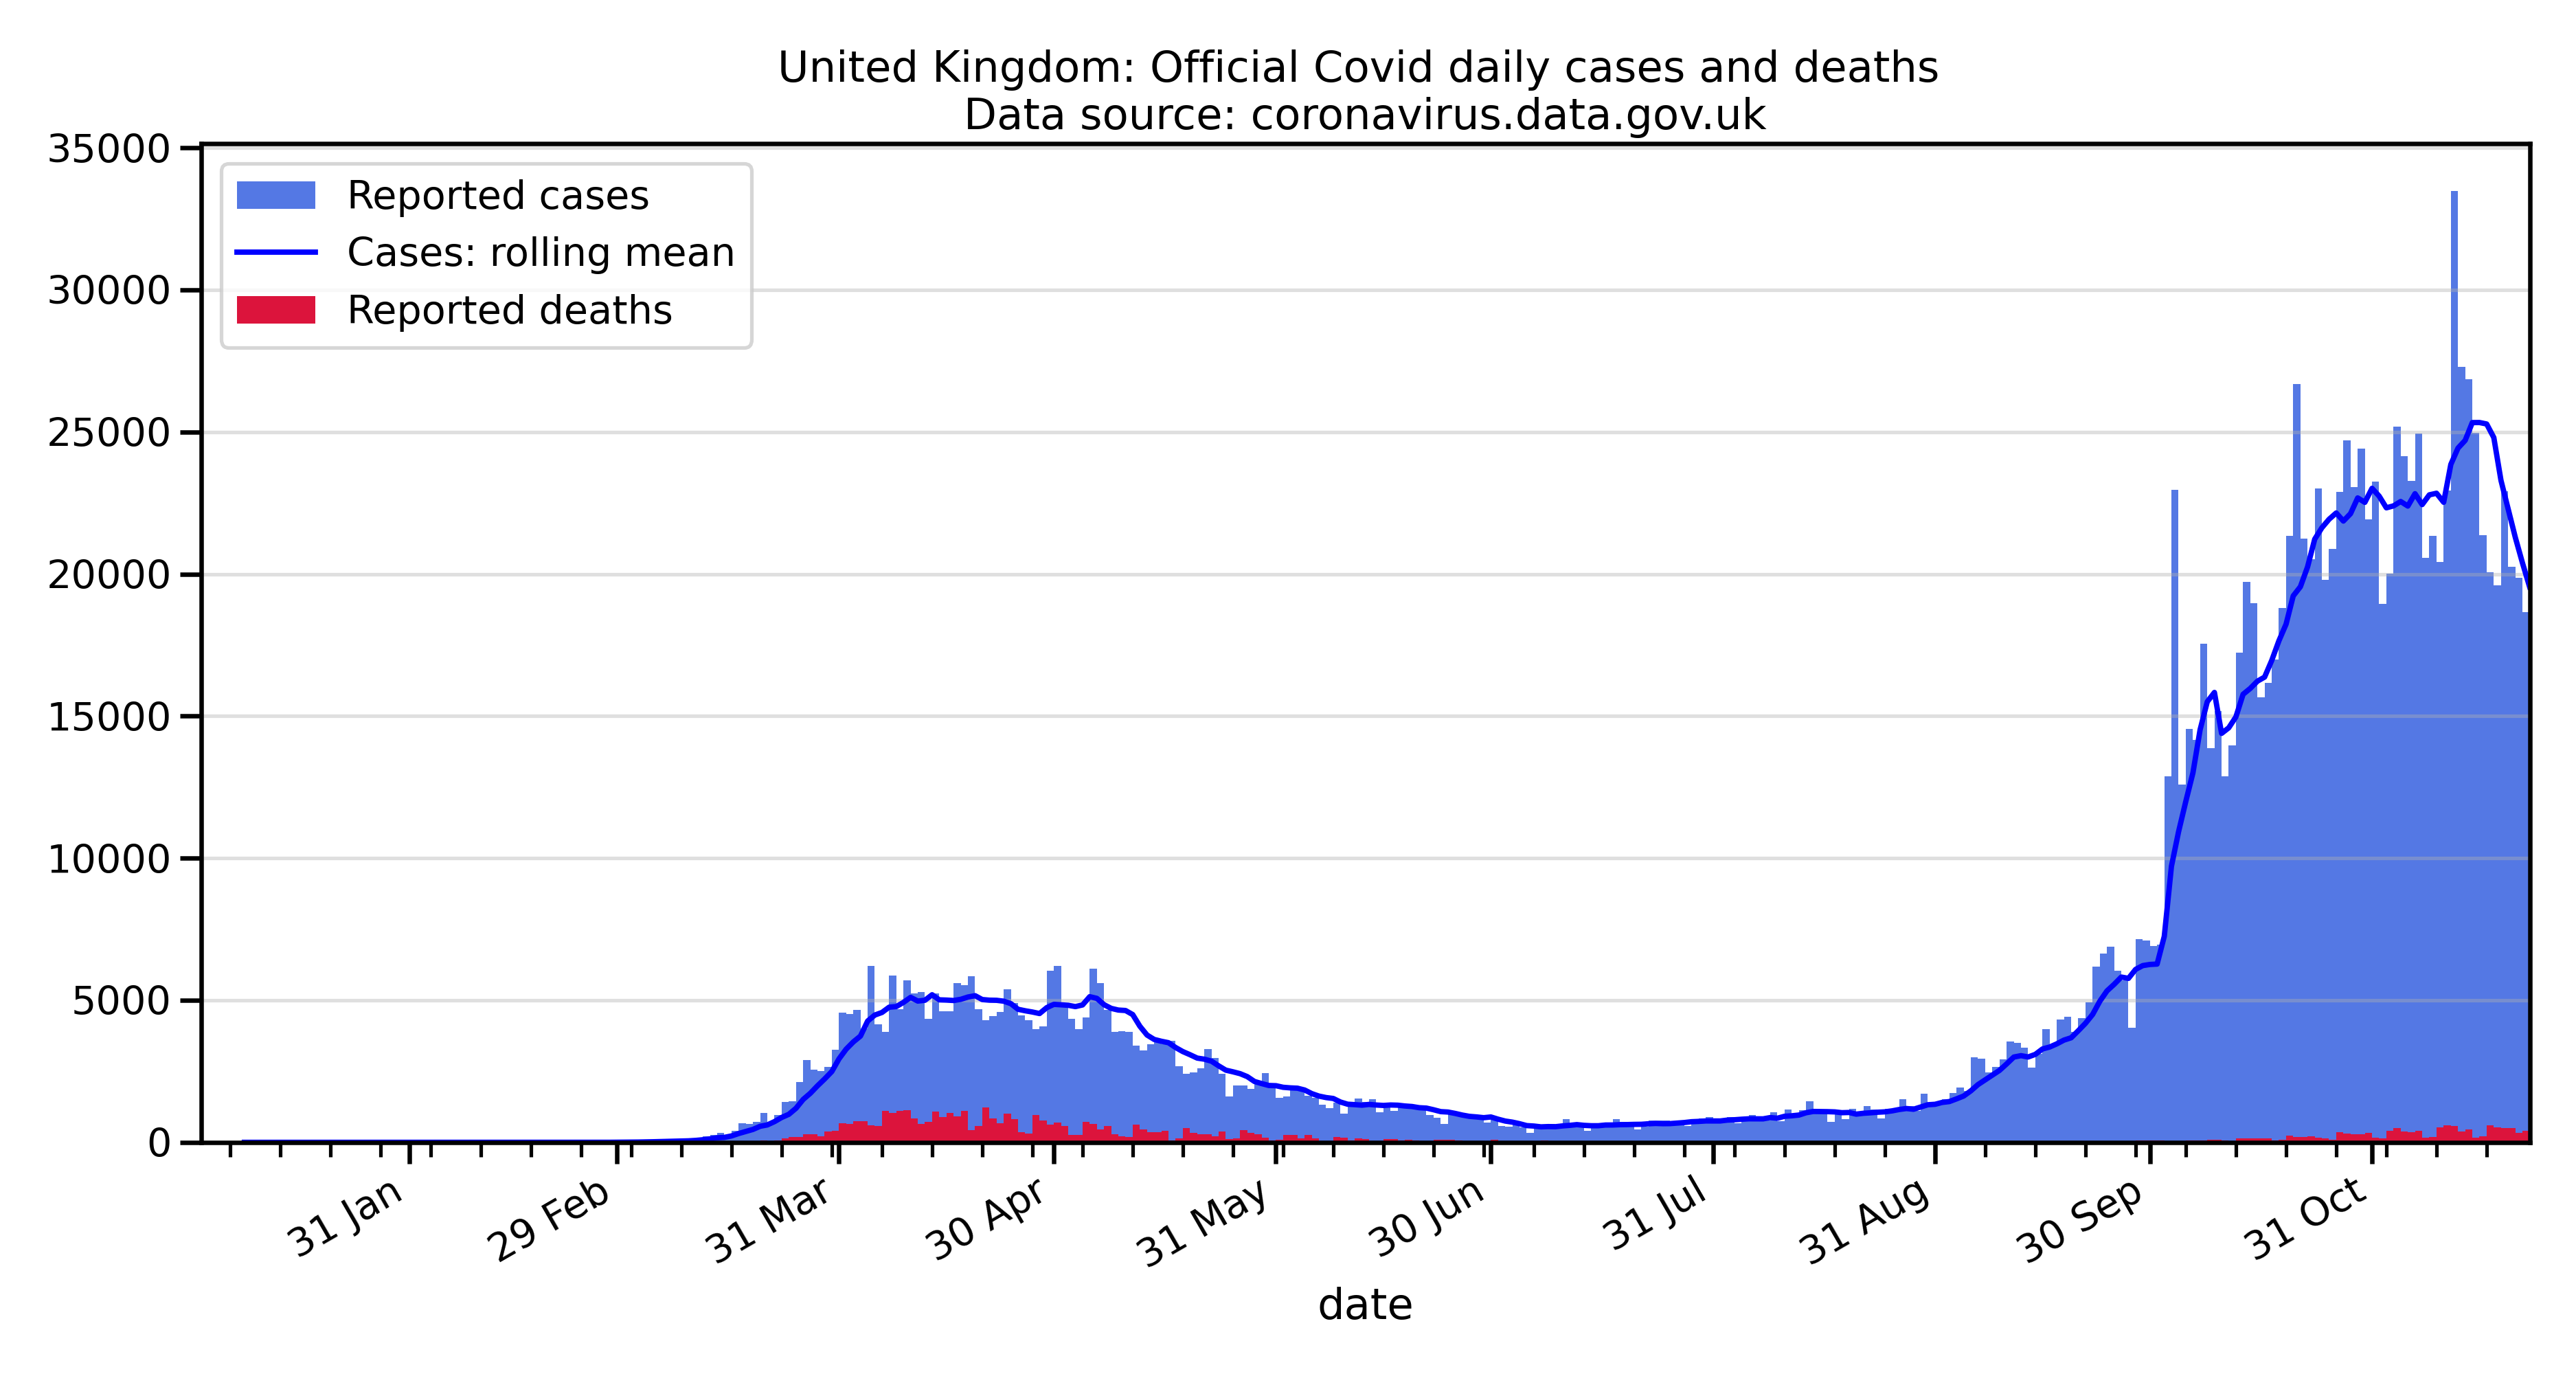 United Kingdom: Official Covid daily cases and deaths
Data source: coronavirus.data.gov.uk
35000
30000
25000
20000
15000
10000
5000
0
Reported cases
Cases: rolling mean
Reported deaths
31 Jan
29 Feb
31 Mar
30 Apr
31 May
30 Jun
31 Jul
31 Aug
30 Sep
31 Oct
date